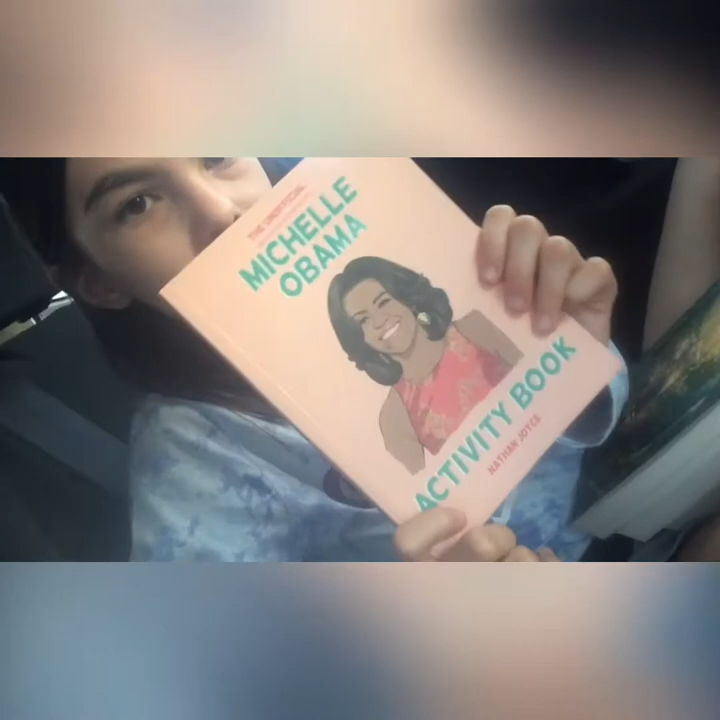 THE UNOFFICIAL
MICHELLE
OBAMA
ACTIVITY BOOK
NATHAN JOYCE